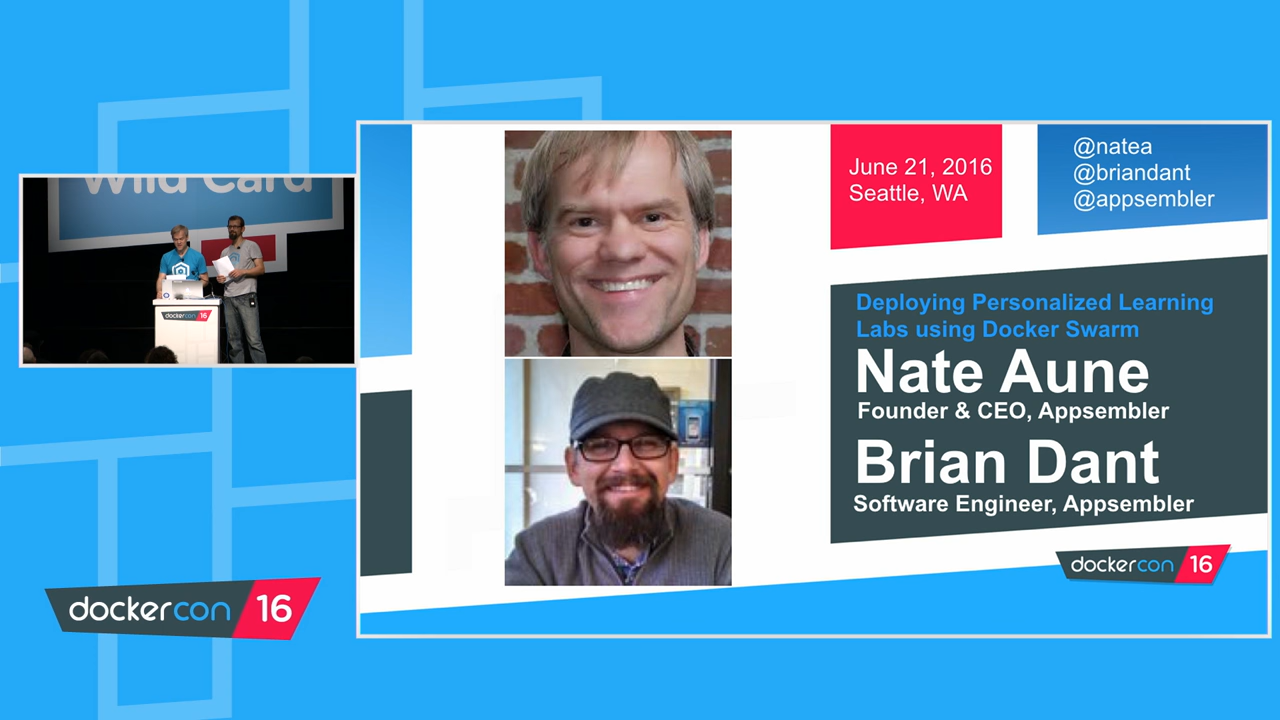 Wild Card
dockercon 16
dockercon 16
June 21, 2016
Seattle, WA
@natea
@briandant
@appsembler
Deploying Personalized Learning
Labs using Docker Swarm
Nate Aune
Founder & CEO, Appsembler
Brian Dant
Software Engineer, Appsembler
dockercon 16